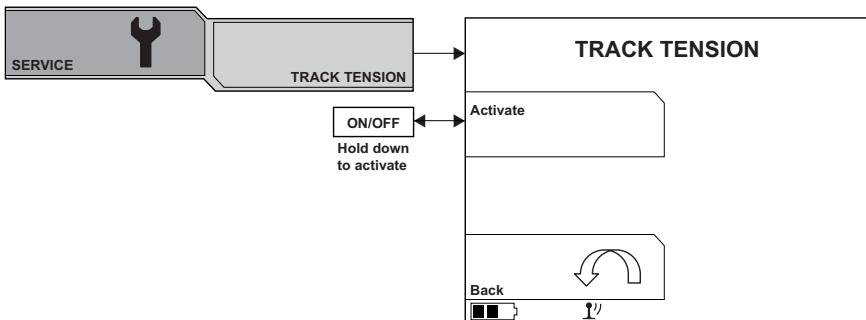 SERVICE
TRACK TENSION
TRACK TENSION
ON/OFF
Hold down
to activate
Activate
Back